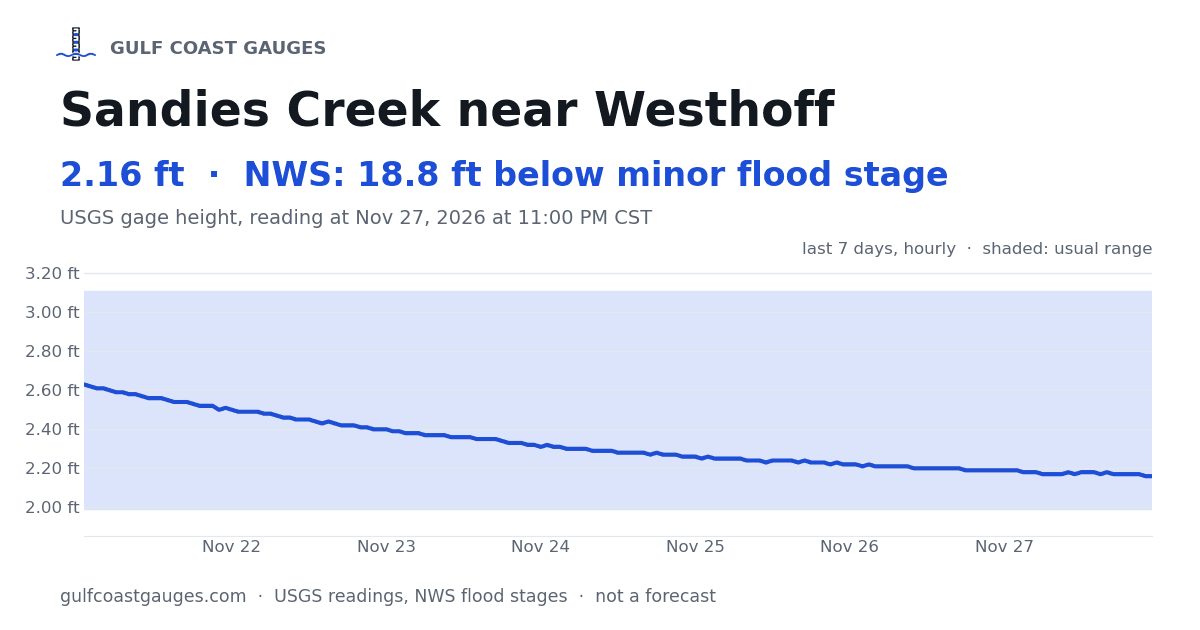 GULF COAST GAUGES
Sandies Creek near Westhoff
2.16 ft · NWS: 18.8 ft below minor flood stage
USGS gage height, reading at Nov 27, 2026 at 11:00 PM CST
last 7 days, hourly · shaded: usual range
3.20 ft
3.00 ft
2.80 ft
2.60 ft
2.40 ft
2.20 ft
2.00 ft
Nov 22 Nov 23 Nov 24 Nov 25 Nov 26 Nov 27
gulfcoastgauges.com · USGS readings, NWS flood stages · not a forecast